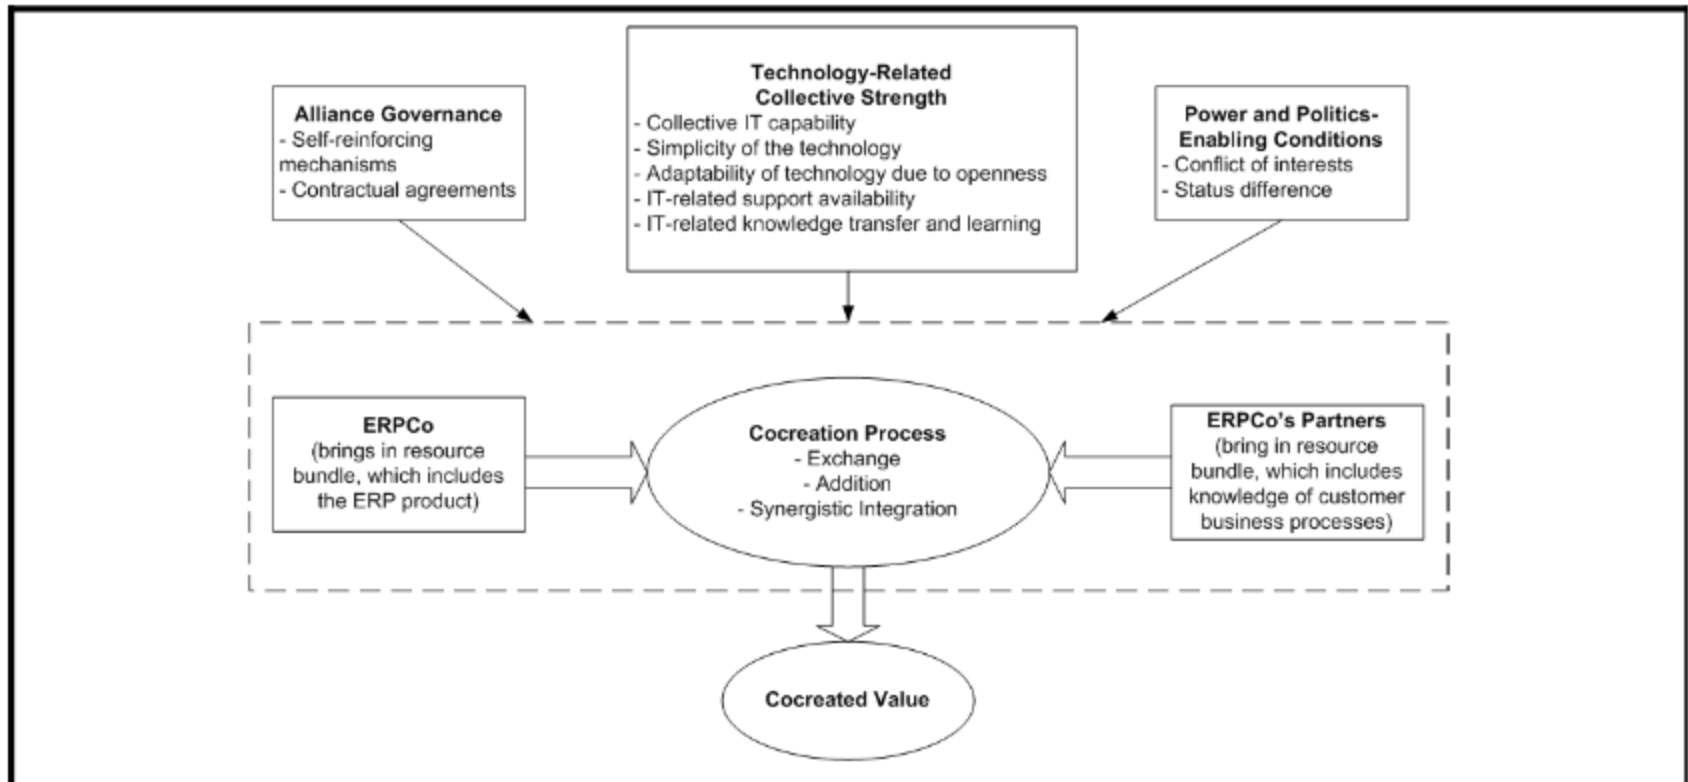 Alliance Governance
- Self-reinforcing
mechanisms
- Contractual agreements
Technology-Related
Collective Strength
- Collective IT capability
- Simplicity of the technology
- Adaptability of technology due to openness
- IT-related support availability
- IT-related knowledge transfer and learning
Power and Politics-
Enabling Conditions
- Conflict of interests
- Status difference
ERPCo
(brings in resource
bundle, which includes
the ERP product)
Cocreation Process
- Exchange
- Addition
- Synergistic Integration
ERPCo's Partners
(bring in resource
bundle, which includes
knowledge of customer
business processes)
Cocreated Value